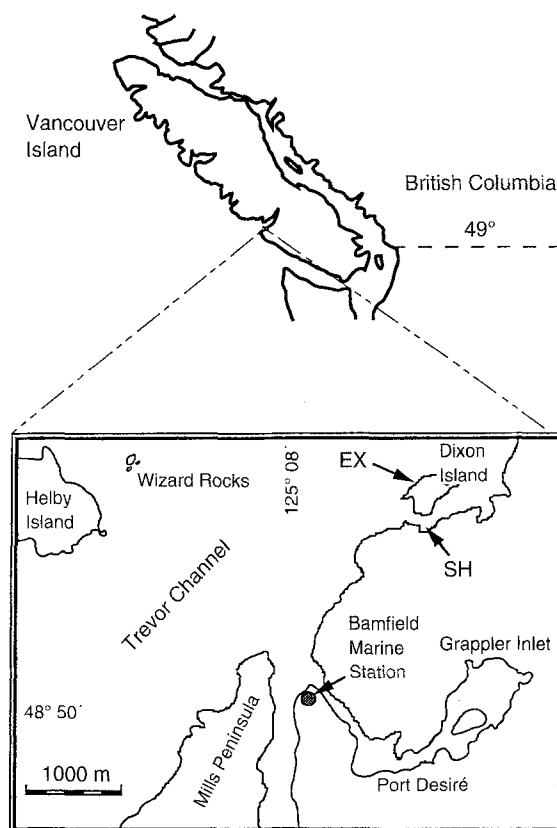 Vancouver
Island
British Columbia
49°
EX
Dixon
Island
Wizard Rocks
125° 08´
Helby
Island
SH
Trevor Channel
Bamfield
Marine
Station
Grappler Inlet
48° 50´
Mills Peninsula
1000 m
Port Desiré